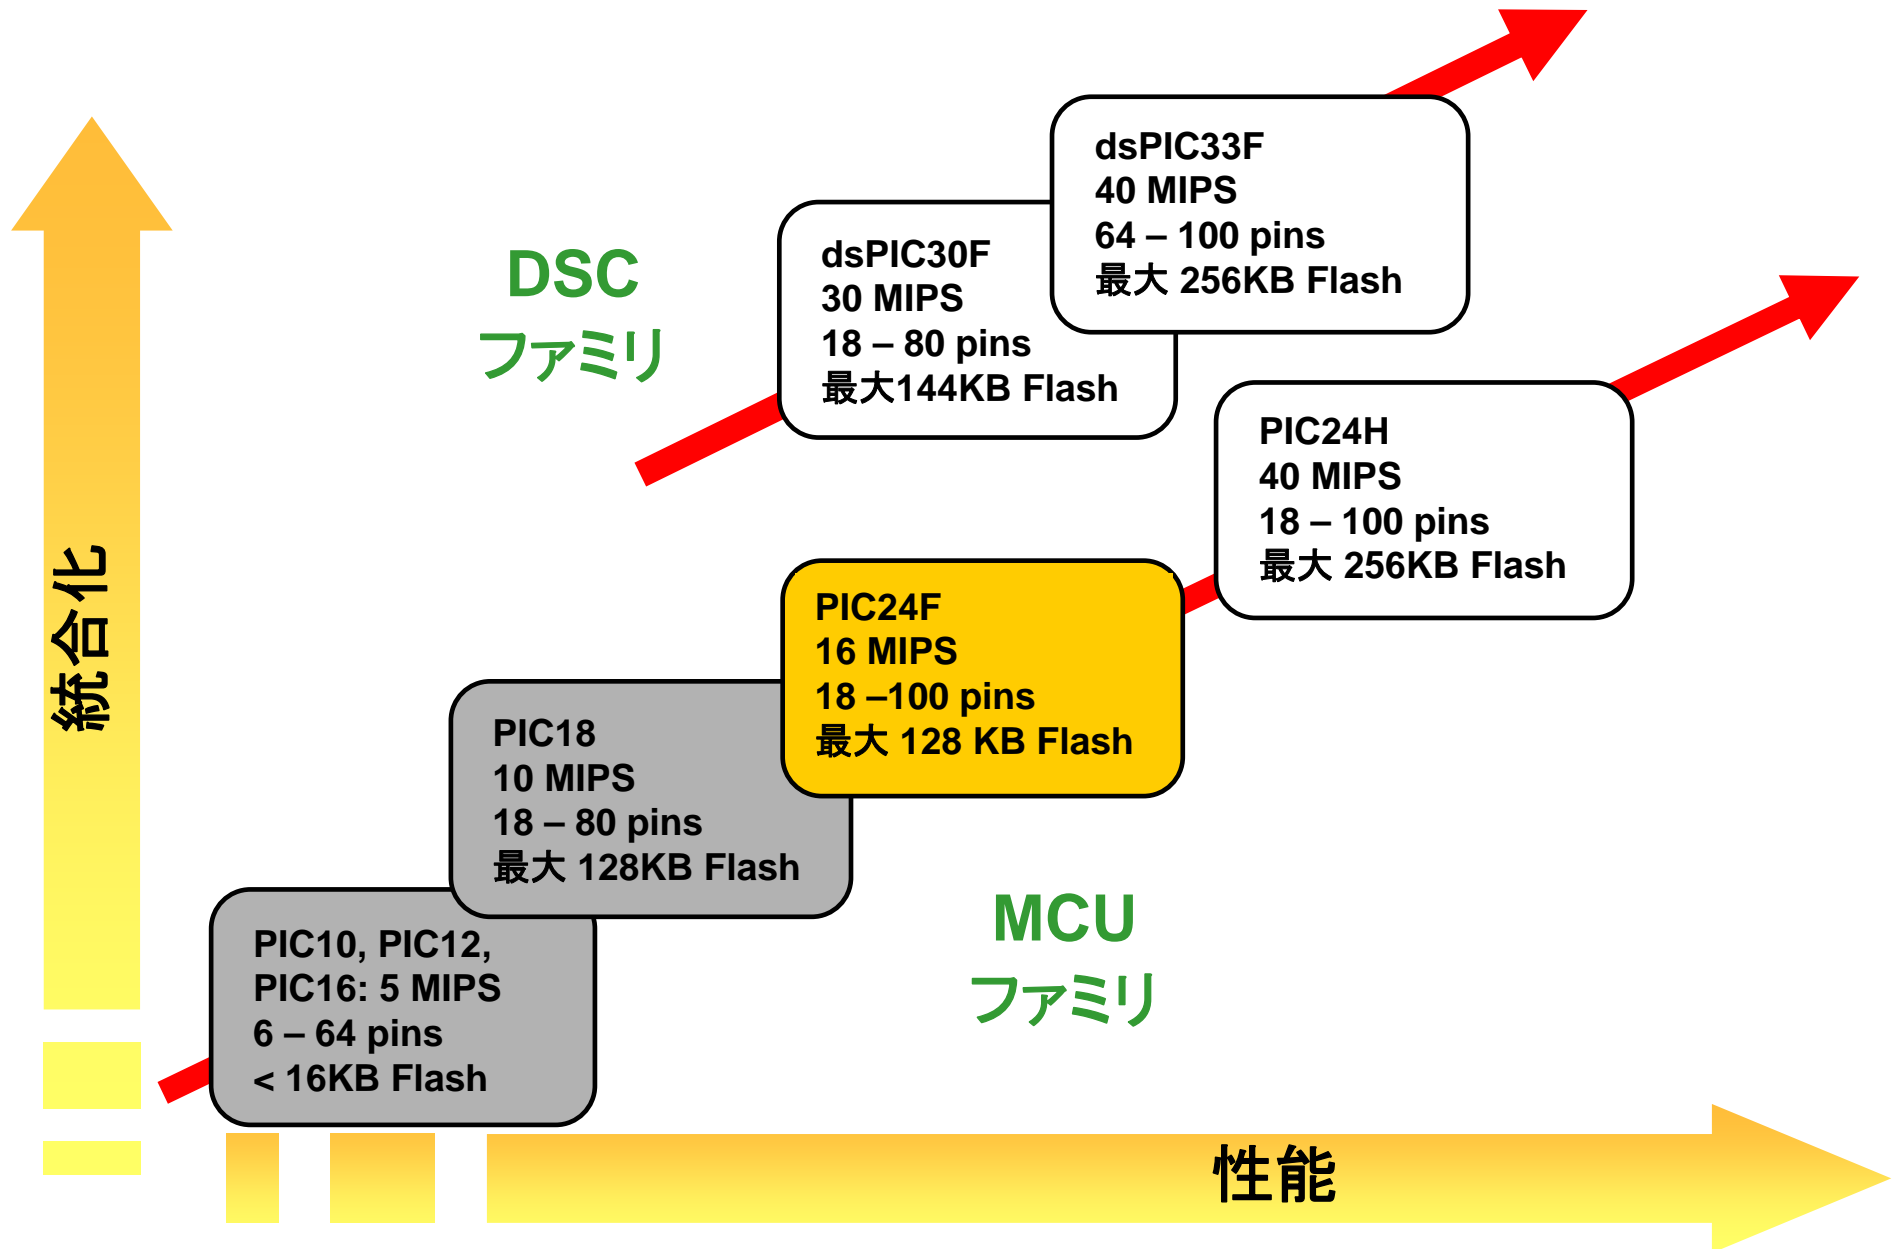 dsPIC33F
40 MIPS
64 – 100 pins
最大 256KB Flash
DSC
ファミリ
dsPIC30F
30 MIPS
18 – 80 pins
最大144KB Flash
PIC24H
40 MIPS
18 – 100 pins
最大 256KB Flash
統合化
PIC24F
16 MIPS
18 –100 pins
最大 128 KB Flash
PIC18
10 MIPS
18 – 80 pins
最大 128KB Flash
MCU
ファミリ
PIC10, PIC12,
PIC16: 5 MIPS
6 – 64 pins
< 16KB Flash
性能